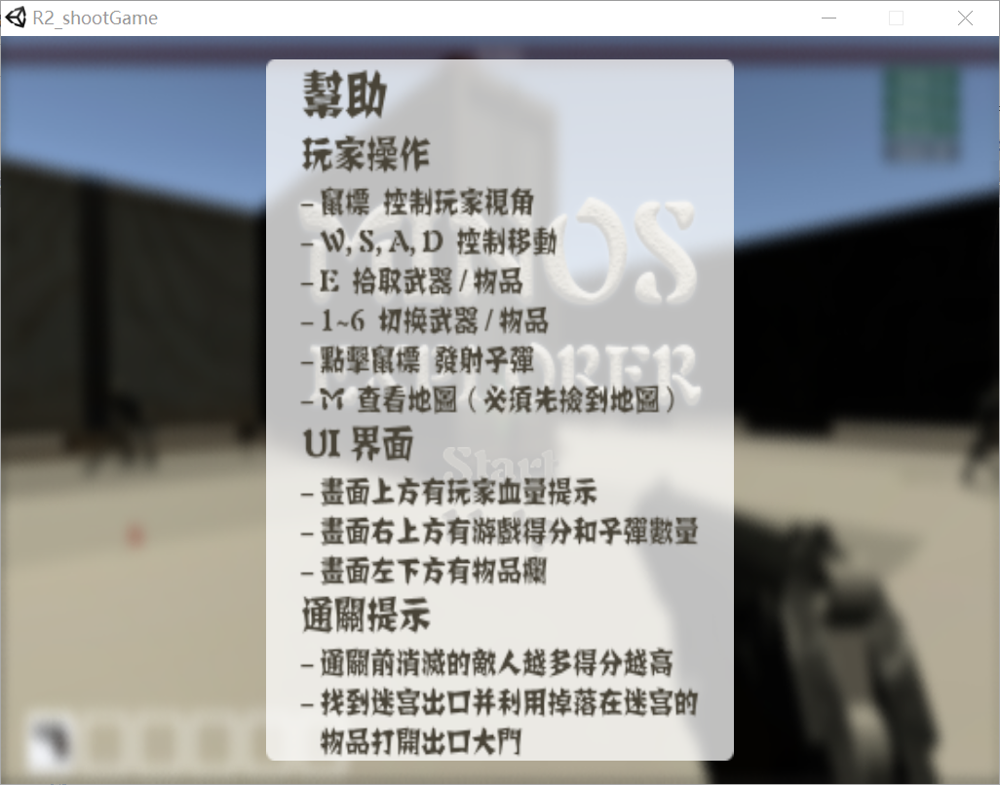 R2_shootGame
幫助
玩家操作
– 鼠標 控制玩家視角
– W, S, A, D 控制移動
– E 拾取武器 / 物品
– 1~6 切换武器 / 物品
– 點擊鼠標 發射子彈
– M 查看地圖 ( 必須先撿到地圖 )
UI 界面
– 畫面上方有玩家血量提示
– 畫面右上方有游戲得分和子彈數量
– 畫面左下方有物品欄
通關提示
– 通關前消滅的敵人越多得分越高
– 找到迷宫出口并利用掉落在迷宫的
物品打開出口大門
MINOS
EXPLORER
Start